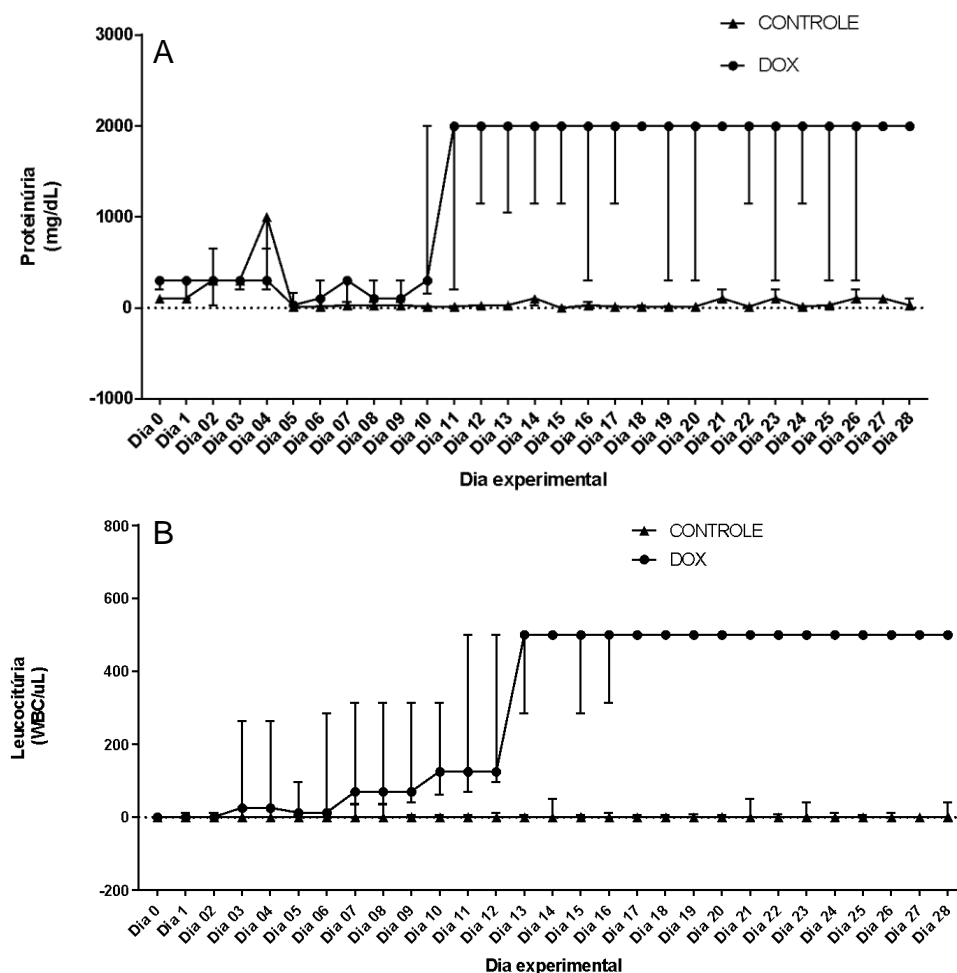 A
CONTROLE
DOX
3000
2000
1000
0
-1000
Proteinúria
(mg/dL)
Dia 0
Dia 1
Dia 02
Dia 03
Dia 04
Dia 05
Dia 06
Dia 07
Dia 08
Dia 09
Dia 10
Dia 11
Dia 12
Dia 13
Dia 14
Dia 15
Dia 16
Dia 17
Dia 18
Dia 19
Dia 20
Dia 21
Dia 22
Dia 23
Dia 24
Dia 25
Dia 26
Dia 27
Dia 28
Dia experimental
B
CONTROLE
DOX
800
600
400
200
0
-200
Leucocitúria
(WBC/uL)
Dia 0
Dia 1
Dia 02
Dia 03
Dia 04
Dia 05
Dia 06
Dia 07
Dia 08
Dia 09
Dia 10
Dia 11
Dia 12
Dia 13
Dia 14
Dia 15
Dia 16
Dia 17
Dia 18
Dia 19
Dia 20
Dia 21
Dia 22
Dia 23
Dia 24
Dia 25
Dia 26
Dia 27
Dia 28
Dia experimental